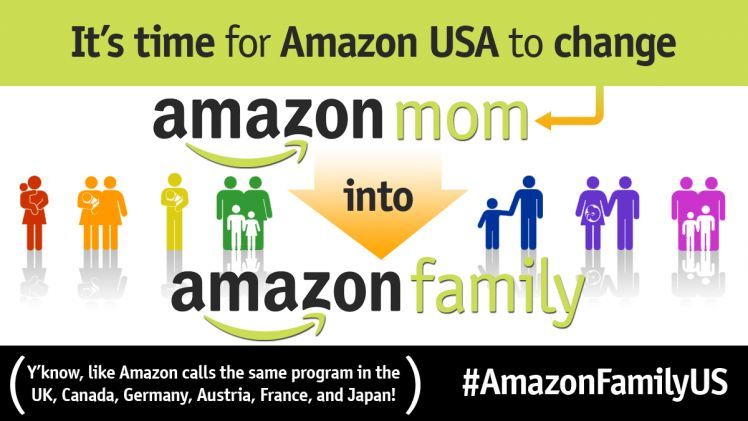 It's time for Amazon USA to change
amazon mom
into
amazon family
(Y'know, like Amazon calls the same program in the
UK, Canada, Germany, Austria, France, and Japan!)
#AmazonFamilyUS